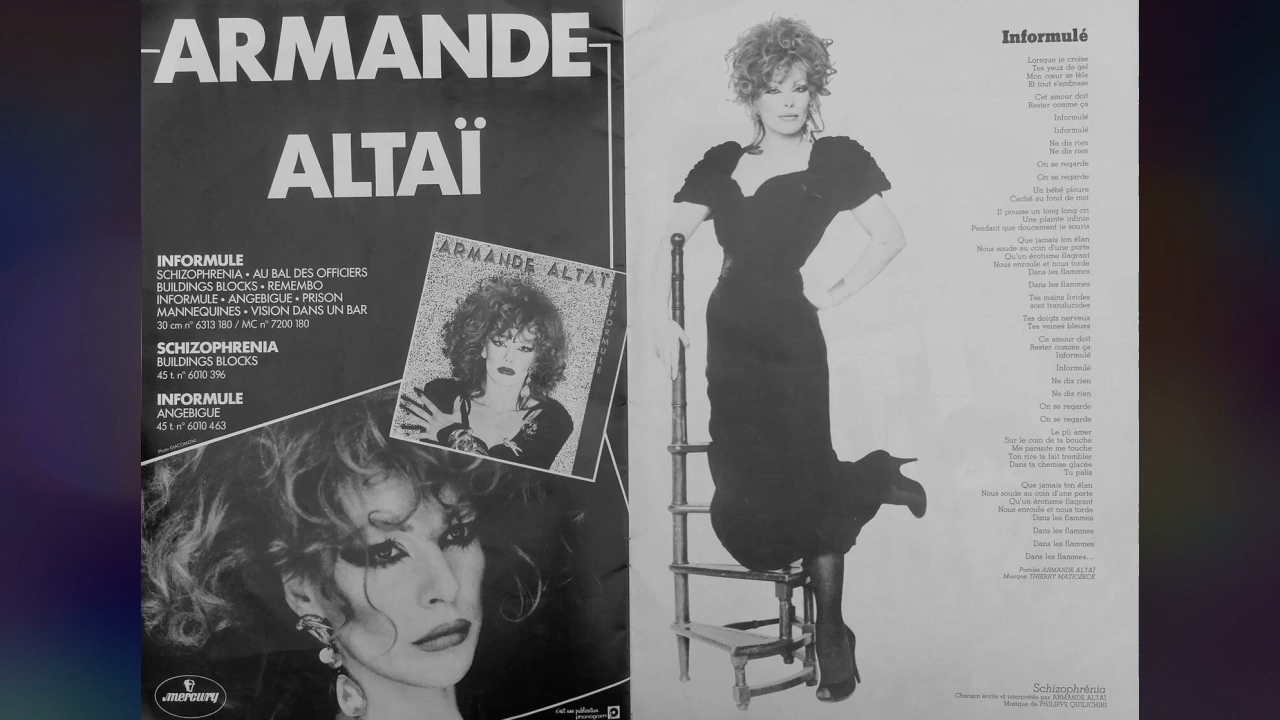 ARMANDE
ALTAÏ
INFORMULE
SCHIZOPHRENIA • AU BAL DES OFFICIERS
BUILDINGS BLOCKS • REMEMBO
INFORMULE • ANGEBIGUE • PRISON
MANNEQUINES • VISION DANS UN BAR
30 cm n° 6313 180 / MC n° 7200 180
SCHIZOPHRENIA
BUILDINGS BLOCKS
45 t. n° 6010 396
INFORMULE
ANGEBIGUE
45 t. n° 6010 463
Photo GIACOMONI
ARMANDE ALTAÏ
INFORMULE
mercury
c'est une publication
phonogram
Informulé
Lorsque je croise
Tes yeux de gel
Mon cœur se fêle
Et tout s'embrase
Cet amour doit
Rester comme ça
Informulé
Informulé
Ne dis rien
Ne dis rien
On se regarde
On se regarde
Un bébé pleure
Caché au fond de moi
Il pousse un long long cri
Une plainte infinie
Pendant que doucement je souris
Que jamais ton élan
Nous soude au coin d'une porte
Qu'un érotisme flagrant
Nous enroule et nous torde
Dans les flammes
Dans les flammes
Tes mains livides
sont translucides
Tes doigts nerveux
Tes veines bleues
Ce amour doit
Rester comme ça
Informulé
Informulé
Ne dis rien
Ne dis rien
On se regarde
On se regarde
Le pli amer
Sur le coin de ta bouche
Me parasite me touche
Ton rire te fait trembler
Dans ta chemise glacée
Tu pâlis
Que jamais ton élan
Nous soude au coin d'une porte
Qu'un érotisme flagrant
Nous enroule et nous torde
Dans les flammes
Dans les flammes
Dans les flammes
Dans les flammes...
Paroles ARMANDE ALTAÏ
Musique THIERRY MATIOZECK
Schizophrénia
Chanson écrite et interprétée par ARMANDE ALTAÏ
Musique de PHILIPPE QUILICHINI